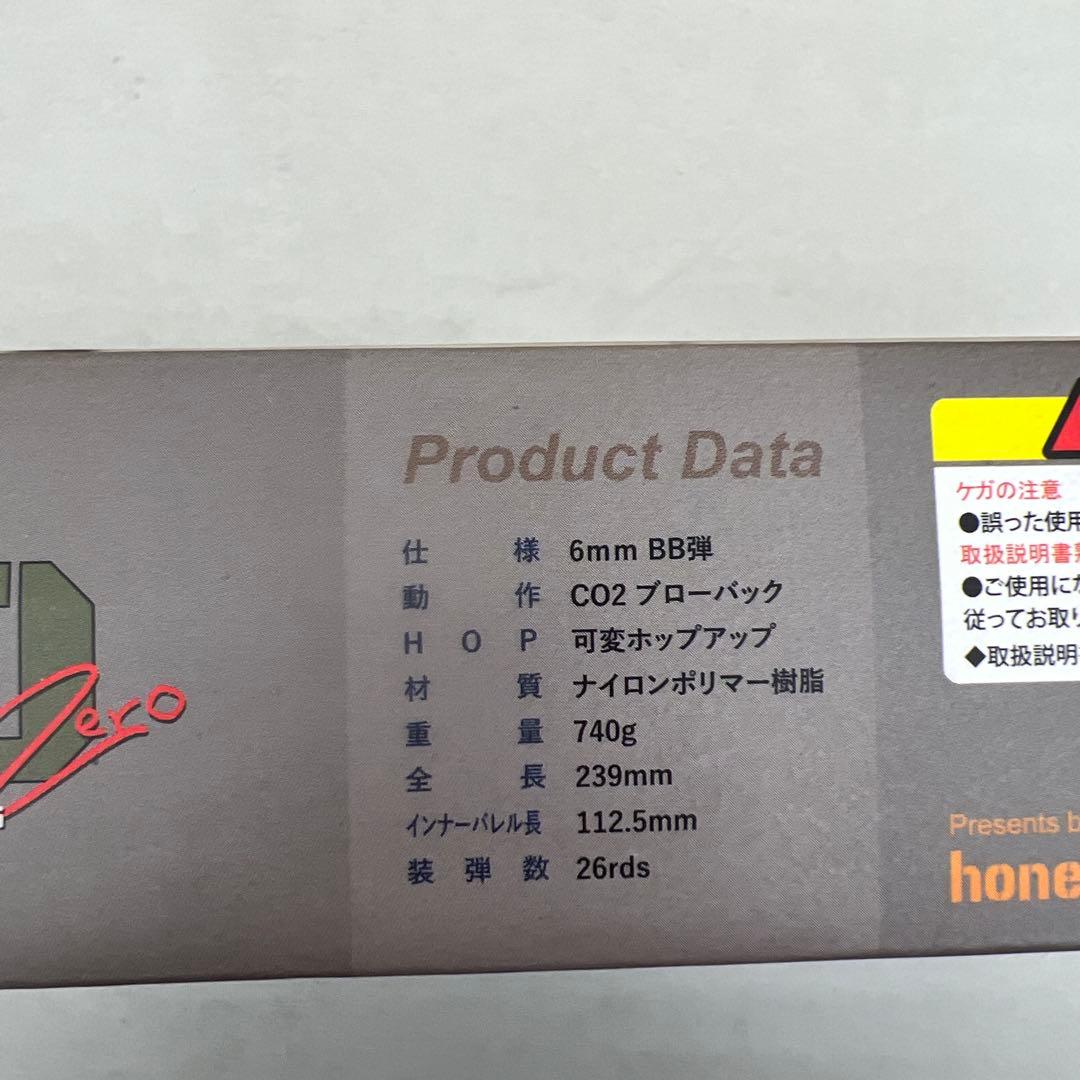 Product Data
仕様 6mm BB弾
動作 CO2 ブローバック
HOP 可変ホップアップ
材質 ナイロンポリマー樹脂
重量 740g
全長 239mm
インナーバレル長 112.5mm
装弾数 26rds
Zero
ケガの注意
●誤った使用
取扱説明書
●ご使用に
従ってお取り
◆取扱説明
Presents
hone